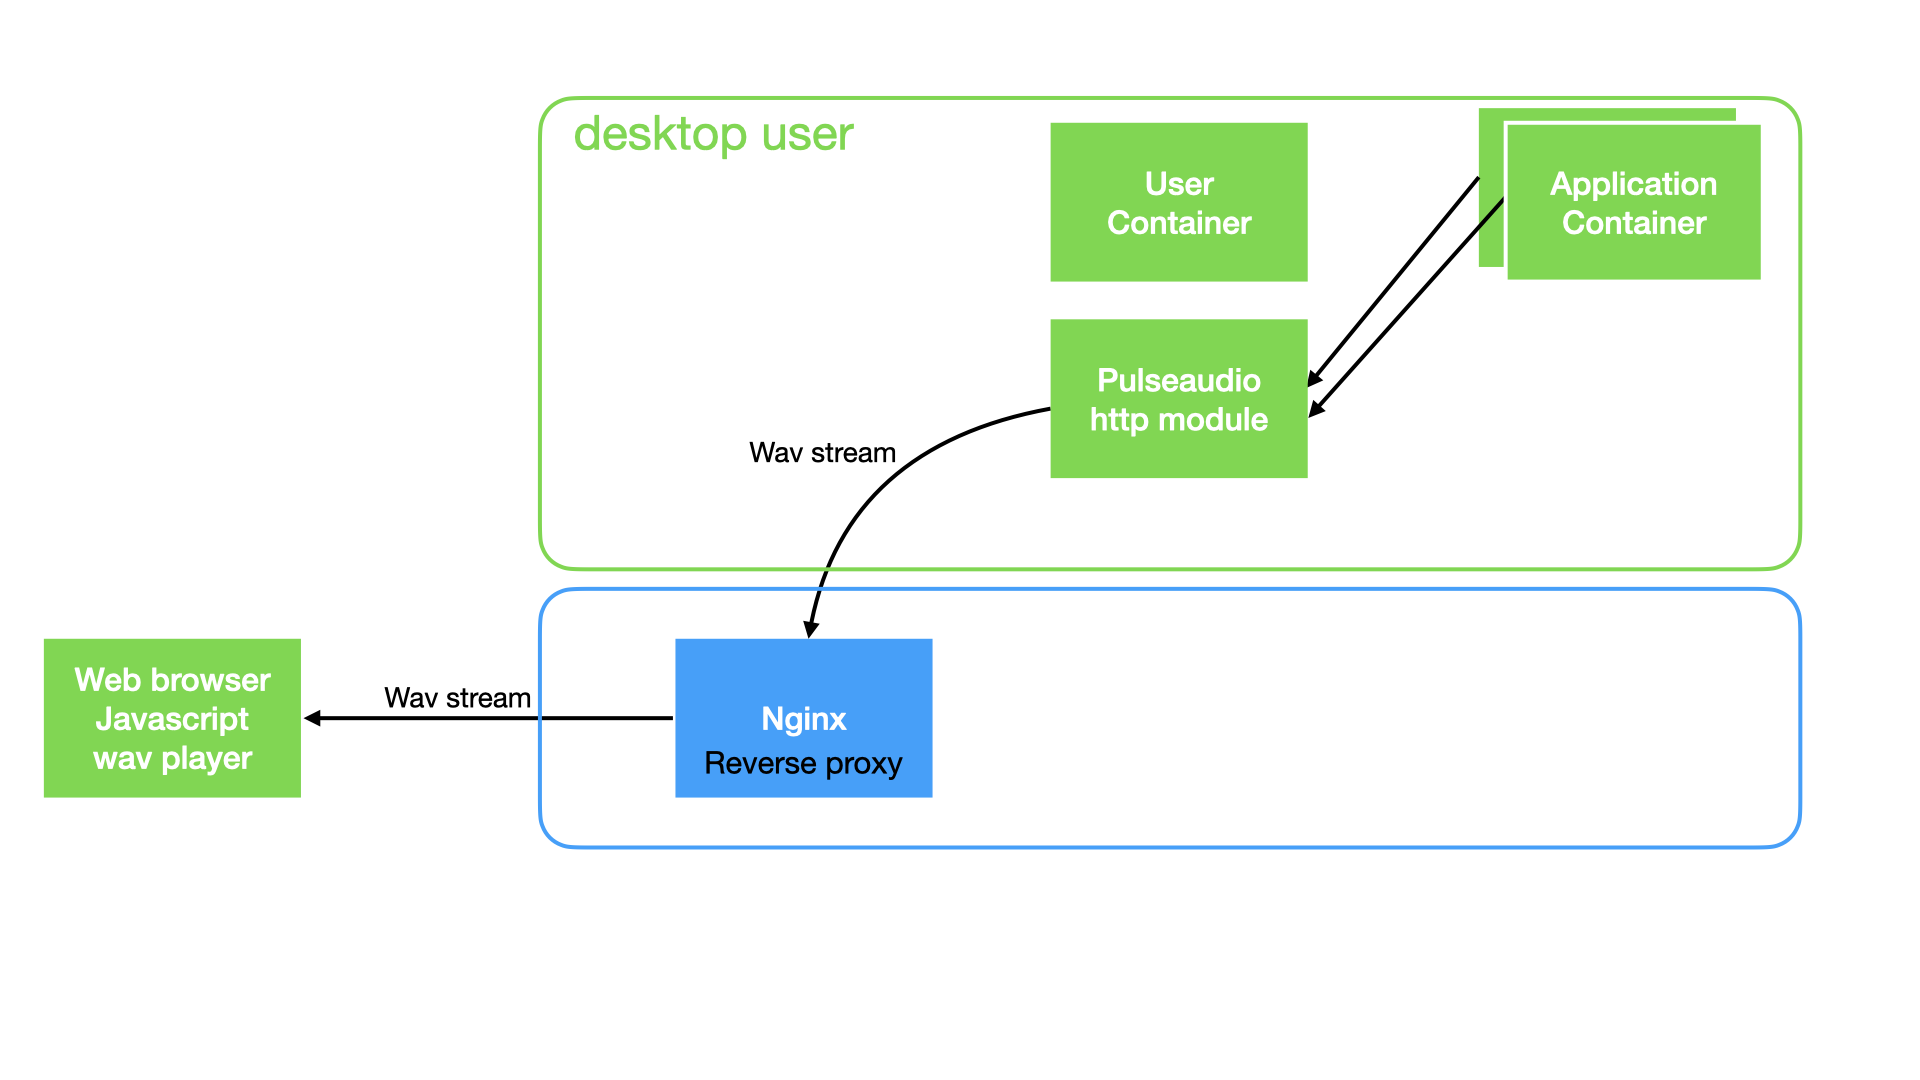 desktop user
User
Container
Application
Container
Pulseaudio
http module
Wav stream
Web browser
Javascript
wav player
Wav stream
Nginx
Reverse proxy